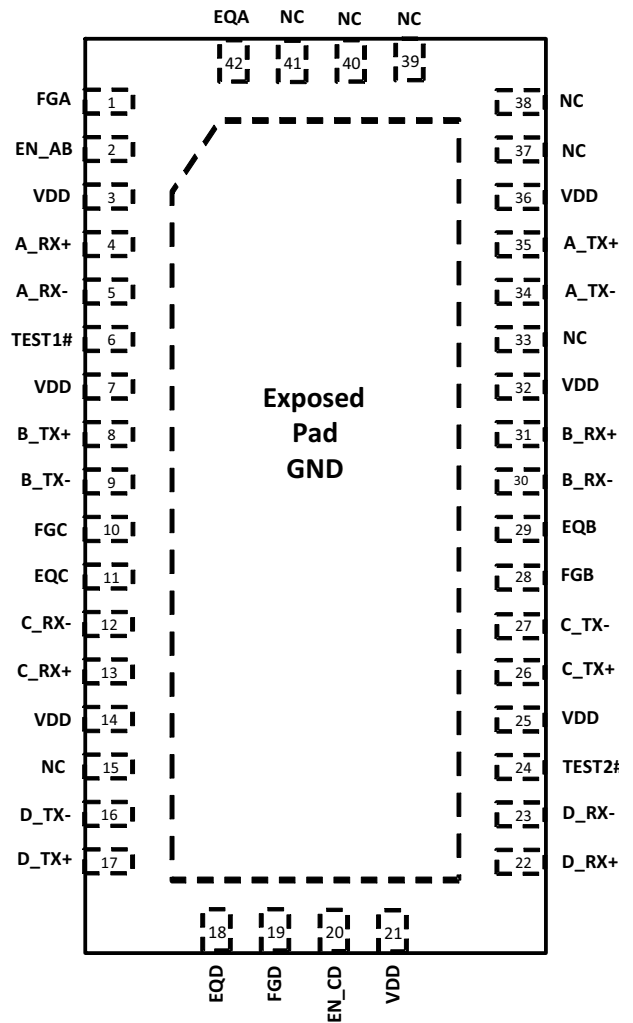 EQA NC NC NC
42 41 40 39
FGA 1 38 NC
EN_AB 2 37 NC
VDD 3 36 VDD
A_RX+ 4 35 A_TX+
A_RX- 5 34 A_TX-
TEST1# 6 33 NC
VDD 7 32 VDD
Exposed
Pad
GND
B_TX+ 8 31 B_RX+
B_TX- 9 30 B_RX-
FGC 10 29 EQB
EQC 11 28 FGB
C_RX- 12 27 C_TX-
C_RX+ 13 26 C_TX+
VDD 14 25 VDD
NC 15 24 TEST2#
D_TX- 16 23 D_RX-
D_TX+ 17 22 D_RX+
18 19 20 21
EQD FGD EN_CD VDD